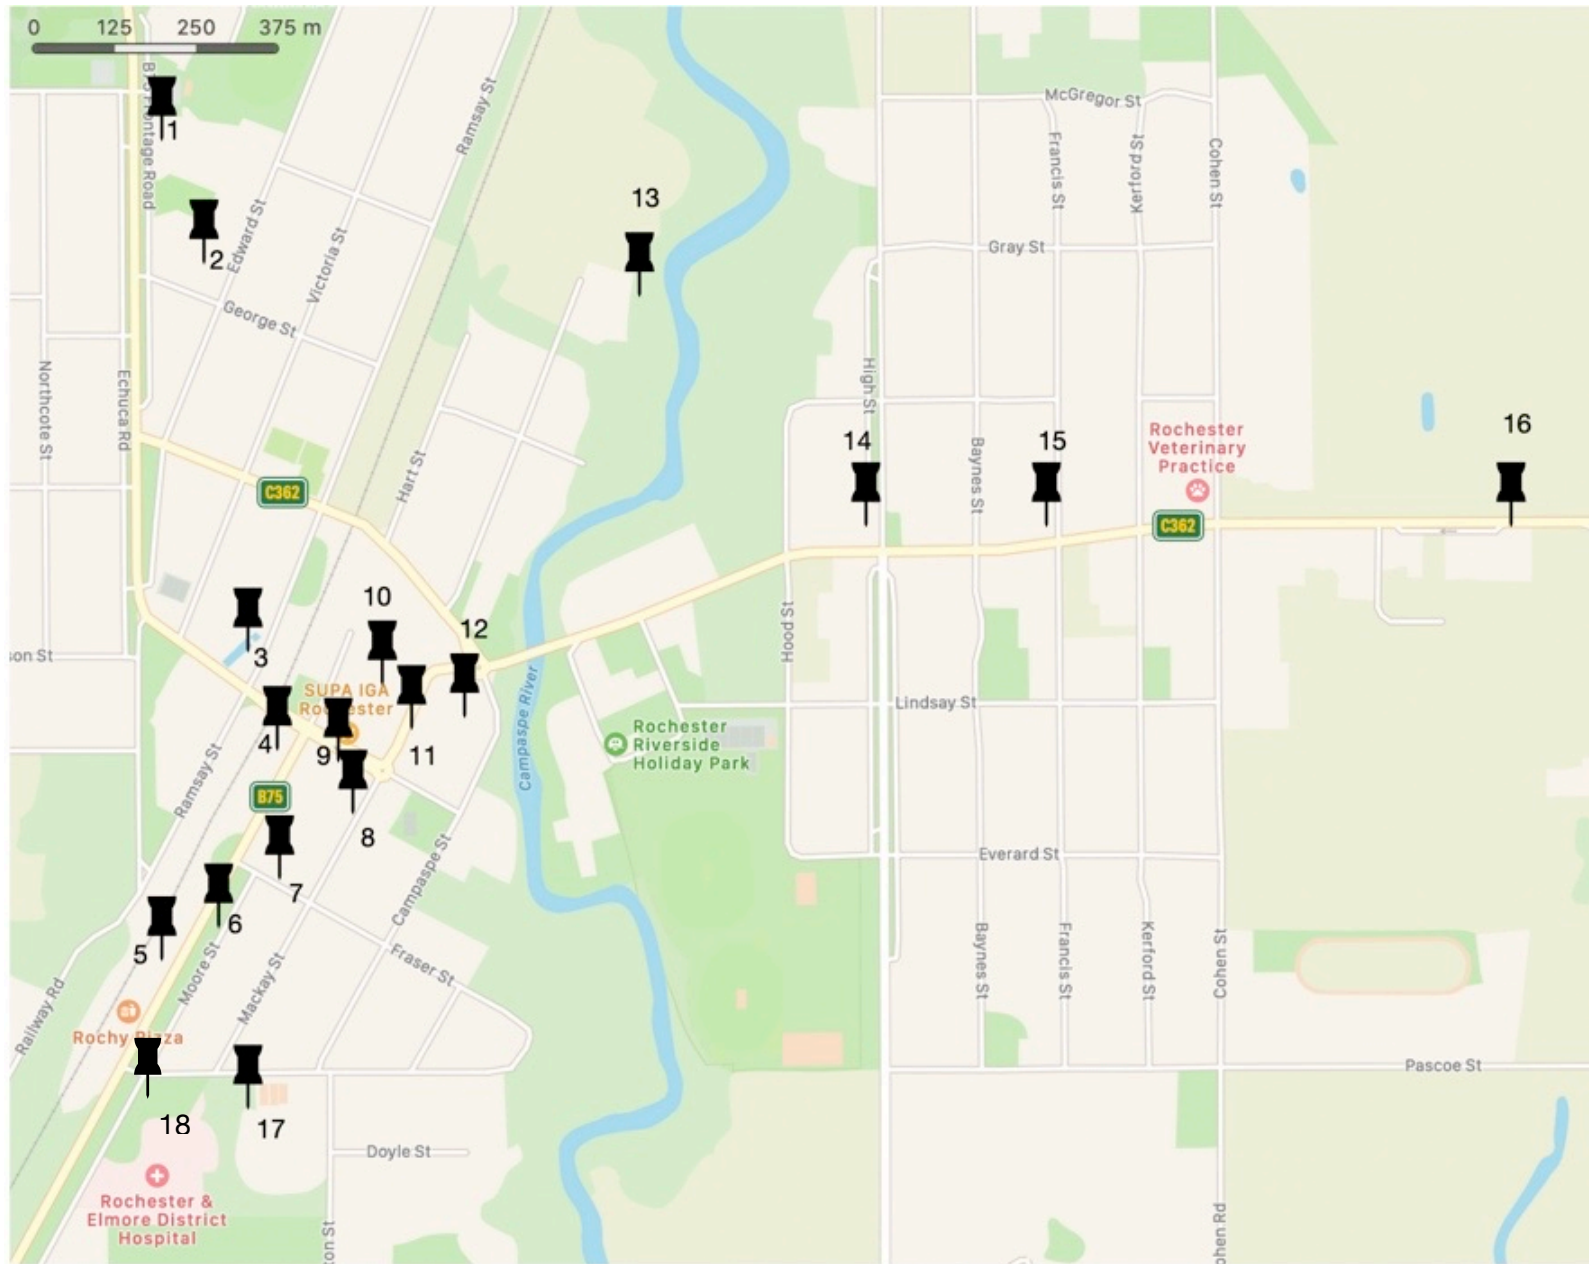 0 125 250 375 m
McGregor St
Ramsay St
1
Francis St
Kerford St
Cohen St
13
Edward St
Victoria St
2
Gray St
George St
Northcote St
Echuca Rd
High St
Hart St
Baynes St
14
15
Rochester
Veterinary
Practice
16
C362
C362
10
12
Hood St
3
SUPA IGA
Rochester
4
9
11
Campaspe River
Lindsay St
Rochester
Riverside
Holiday Park
Ramsay St
B75
8
Campaspe St
Everard St
7
6
5
Moore St
Mackay St
Fraser St
Baynes St
Francis St
Kerford St
Cohen St
Railway Rd
Rochy Pizza
Pascoe St
18
17
Doyle St
Rochester &
Elmore District
Hospital